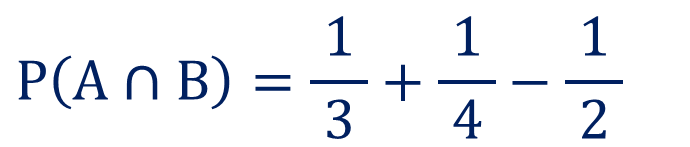 P(A ∩ B) = 1/3 + 1/4 − 1/2